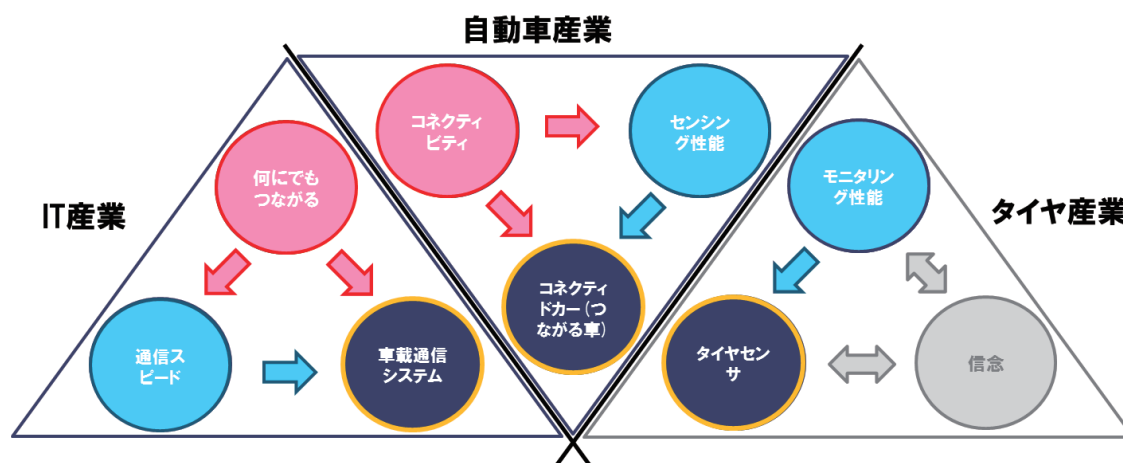 自動車産業
コネクティ
ビティ
センシン
グ性能
何にでも
つながる
モニタリン
グ性能
IT産業
タイヤ産業
コネクティ
ドカー(つ
ながる車)
通信ス
ピード
車載通信
システム
タイヤセン
サ
信念